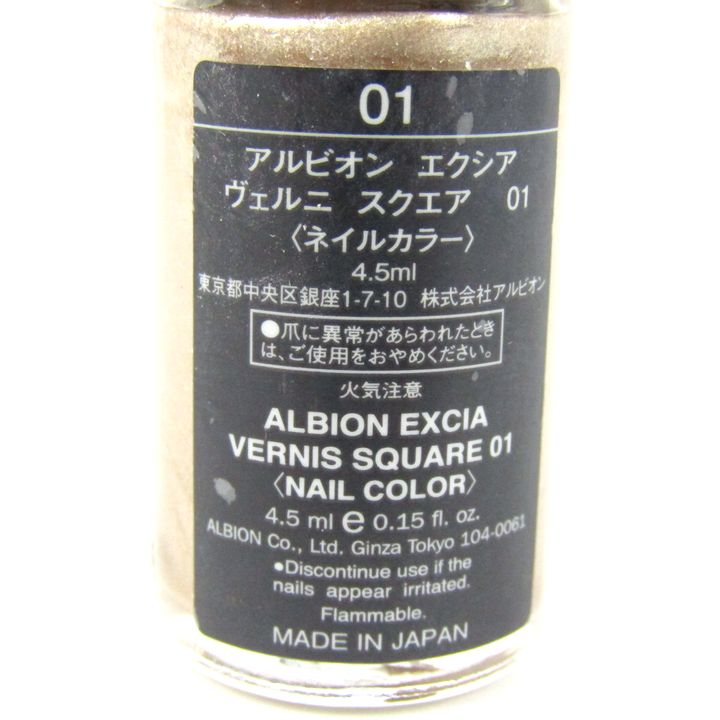 01
アルビオン エクシア
ヴェルニ スクエア 01
〈ネイルカラー〉
4.5ml
東京都中央区銀座1-7-10 株式会社アルビオン
●爪に異常があらわれたとき
は、ご使用をおやめください。
火気注意
ALBION EXCIA
VERNIS SQUARE 01
〈NAIL COLOR〉
4.5 ml e 0.15 fl. oz.
ALBION Co., Ltd. Ginza Tokyo 104-0061
●Discontinue use if the
nails appear irritated.
Flammable.
MADE IN JAPAN